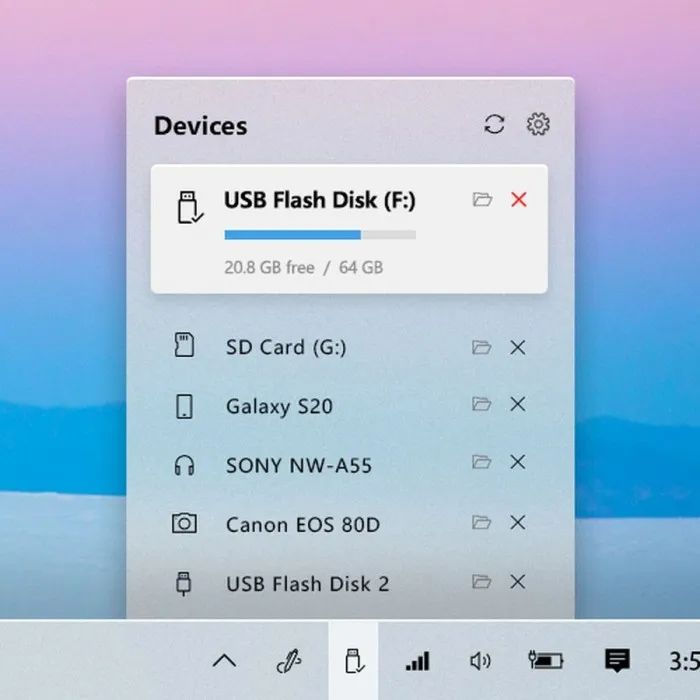 Devices
USB Flash Disk (F:)
20.8 GB free / 64 GB
SD Card (G:)
Galaxy S20
SONY NW-A55
Canon EOS 80D
USB Flash Disk 2
3:5